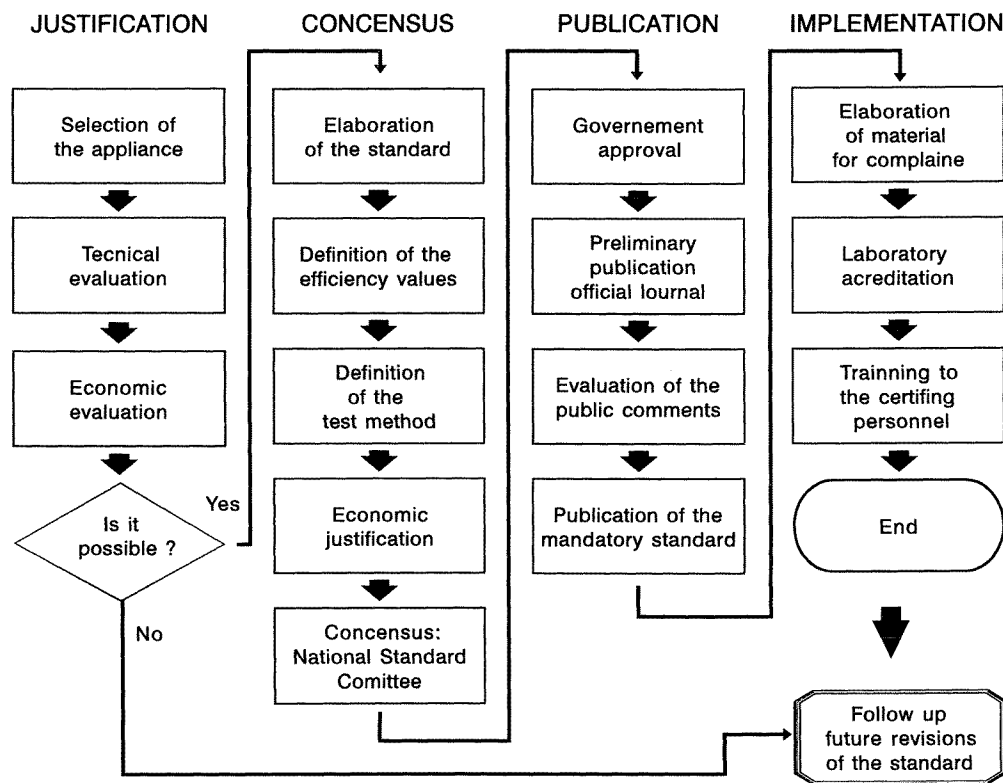 JUSTIFICATION
Selection of
the appliance
Tecnical
evaluation
Economic
evaluation
Is it
possible ?
Yes
No
CONCENSUS
Elaboration
of the standard
Definition of the
efficiency values
Definition
of the
test method
Economic
justification
Concensus:
National Standard
Comittee
PUBLICATION
Governement
approval
Preliminary
publication
official Lournal
Evaluation of the
public comments
Publication of the
mandatory standard
IMPLEMENTATION
Elaboration
of material
for complaine
Laboratory
acreditation
Trainning to
the certifing
personnel
End
Follow up
future revisions
of the standard